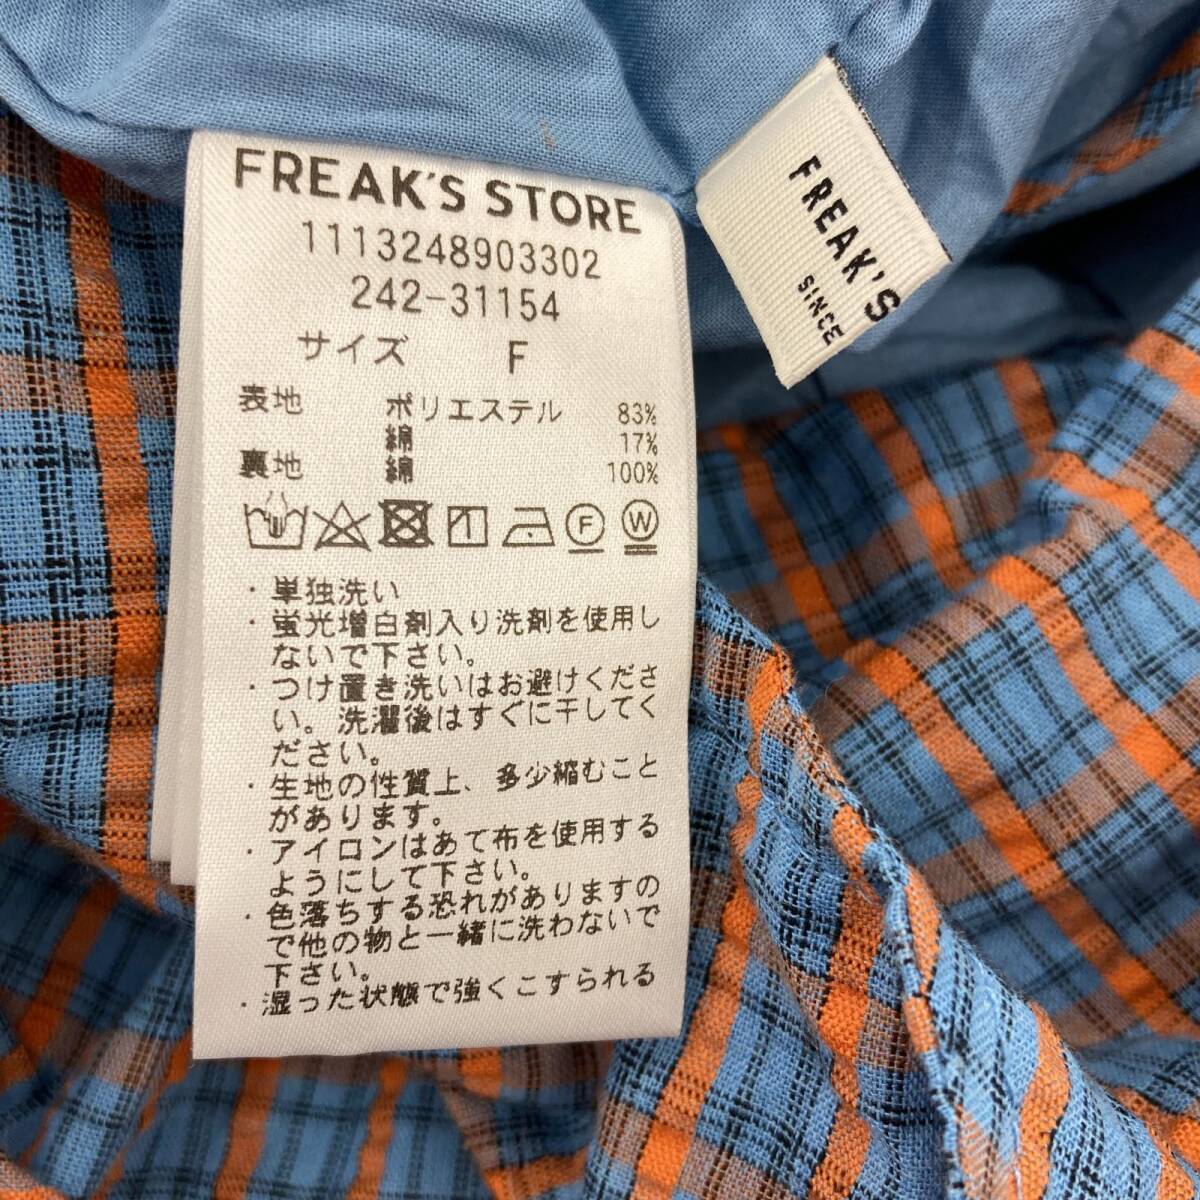 FREAK'S STORE
1113248903302
242-31154
サイズ F
表地 ポリエステル 83%
綿 17%
裏地 綿 100%
F W
・単独洗い
・蛍光増白剤入り洗剤を使用し
ないで下さい。
・つけ置き洗いはお避けくださ
い。洗濯後はすぐに干してく
ださい。
・生地の性質上、多少縮むこと
があります。
・アイロンはあて布を使用する
ようにして下さい。
・色落ちする恐れがありますの
で他の物と一緒に洗わないで
下さい。
・湿った状態で強くこすられる
FREAK'S
SINCE